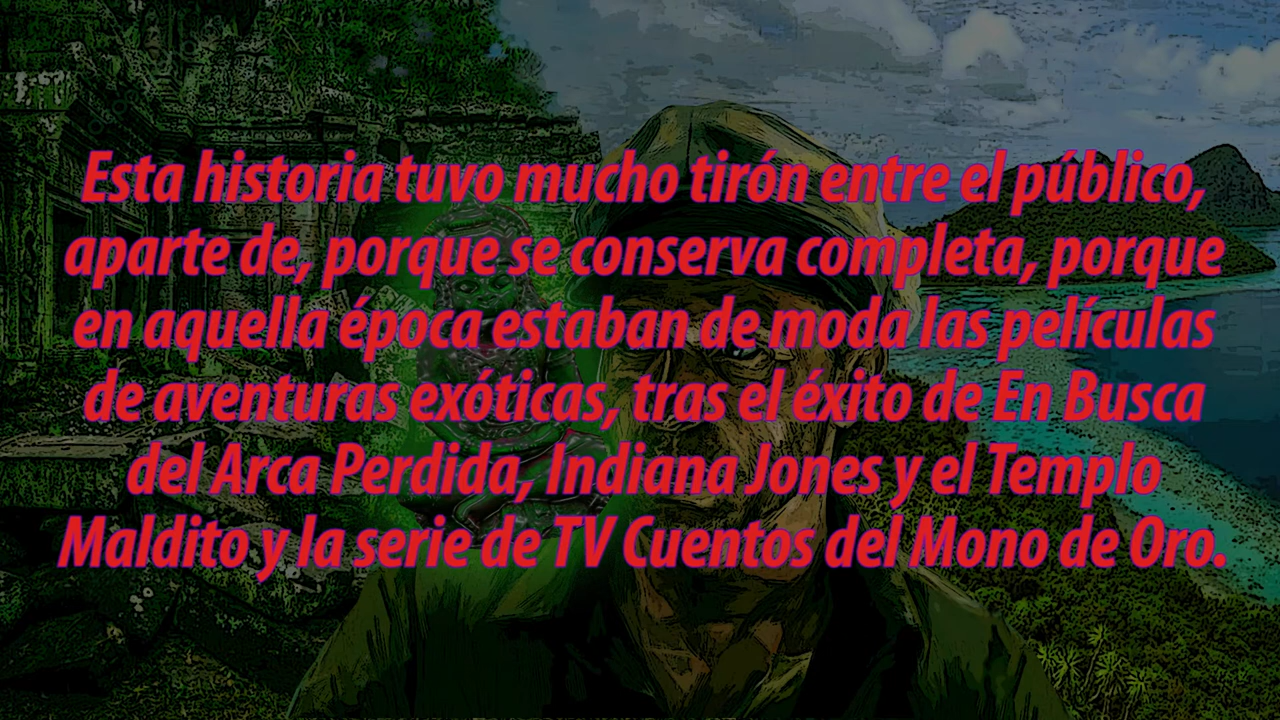 Esta historia tuvo mucho tirón entre el público,
aparte de, porque se conserva completa, porque
en aquella época estaban de moda las películas
de aventuras exóticas, tras el éxito de En Busca
del Arca Perdida, Indiana Jones y el Templo
Maldito y la serie de TV Cuentos del Mono de Oro.